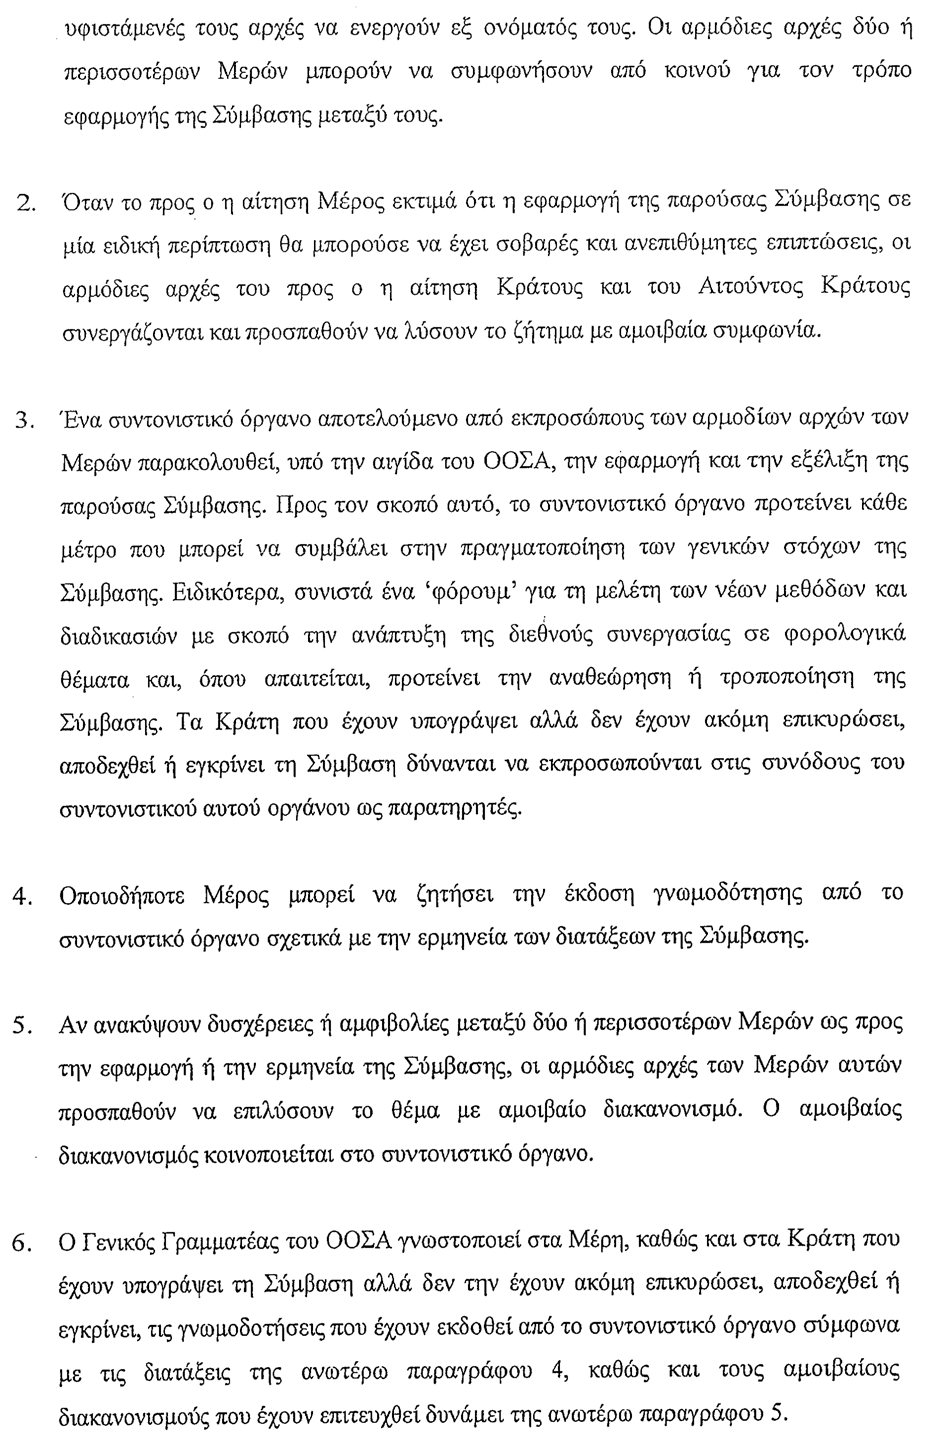 υφιστάμενές τους αρχές να ενεργούν εξ ονόματός τους. Οι αρμόδιες αρχές δύο ή
περισσοτέρων Μερών μπορούν να συμφωνήσουν από κοινού για τον τρόπο
εφαρμογής της Σύμβασης μεταξύ τους.
2. Όταν το προς ο η αίτηση Μέρος εκτιμά ότι η εφαρμογή της παρούσας Σύμβασης σε
μία ειδική περίπτωση θα μπορούσε να έχει σοβαρές και ανεπιθύμητες επιπτώσεις, οι
αρμόδιες αρχές του προς ο η αίτηση Κράτους και του Αιτούντος Κράτους
συνεργάζονται και προσπαθούν να λύσουν το ζήτημα με αμοιβαία συμφωνία.
3. Ένα συντονιστικό όργανο αποτελούμενο από εκπροσώπους των αρμοδίων αρχών των
Μερών παρακολουθεί, υπό την αιγίδα του ΟΟΣΑ, την εφαρμογή και την εξέλιξη της
παρούσας Σύμβασης. Προς τον σκοπό αυτό, το συντονιστικό όργανο προτείνει κάθε
μέτρο που μπορεί να συμβάλει στην πραγματοποίηση των γενικών στόχων της
Σύμβασης. Ειδικότερα, συνιστά ένα ‘φόρουμ’ για τη μελέτη των νέων μεθόδων και
διαδικασιών με σκοπό την ανάπτυξη της διεθνούς συνεργασίας σε φορολογικά
θέματα και, όπου απαιτείται, προτείνει την αναθεώρηση ή τροποποίηση της
Σύμβασης. Τα Κράτη που έχουν υπογράψει αλλά δεν έχουν ακόμη επικυρώσει,
αποδεχθεί ή εγκρίνει τη Σύμβαση δύνανται να εκπροσωπούνται στις συνόδους του
συντονιστικού αυτού οργάνου ως παρατηρητές.
4. Οποιοδήποτε Μέρος μπορεί να ζητήσει την έκδοση γνωμοδότησης από το
συντονιστικό όργανο σχετικά με την ερμηνεία των διατάξεων της Σύμβασης.
5. Αν ανακύψουν δυσχέρειες ή αμφιβολίες μεταξύ δύο ή περισσοτέρων Μερών ως προς
την εφαρμογή ή την ερμηνεία της Σύμβασης, οι αρμόδιες αρχές των Μερών αυτών
προσπαθούν να επιλύσουν το θέμα με αμοιβαίο διακανονισμό. Ο αμοιβαίος
διακανονισμός κοινοποιείται στο συντονιστικό όργανο.
6. Ο Γενικός Γραμματέας του ΟΟΣΑ γνωστοποιεί στα Μέρη, καθώς και στα Κράτη που
έχουν υπογράψει τη Σύμβαση αλλά δεν την έχουν ακόμη επικυρώσει, αποδεχθεί ή
εγκρίνει, τις γνωμοδοτήσεις που έχουν εκδοθεί από το συντονιστικό όργανο σύμφωνα
με τις διατάξεις της ανωτέρω παραγράφου 4, καθώς και τους αμοιβαίους
διακανονισμούς που έχουν επιτευχθεί δυνάμει της ανωτέρω παραγράφου 5.